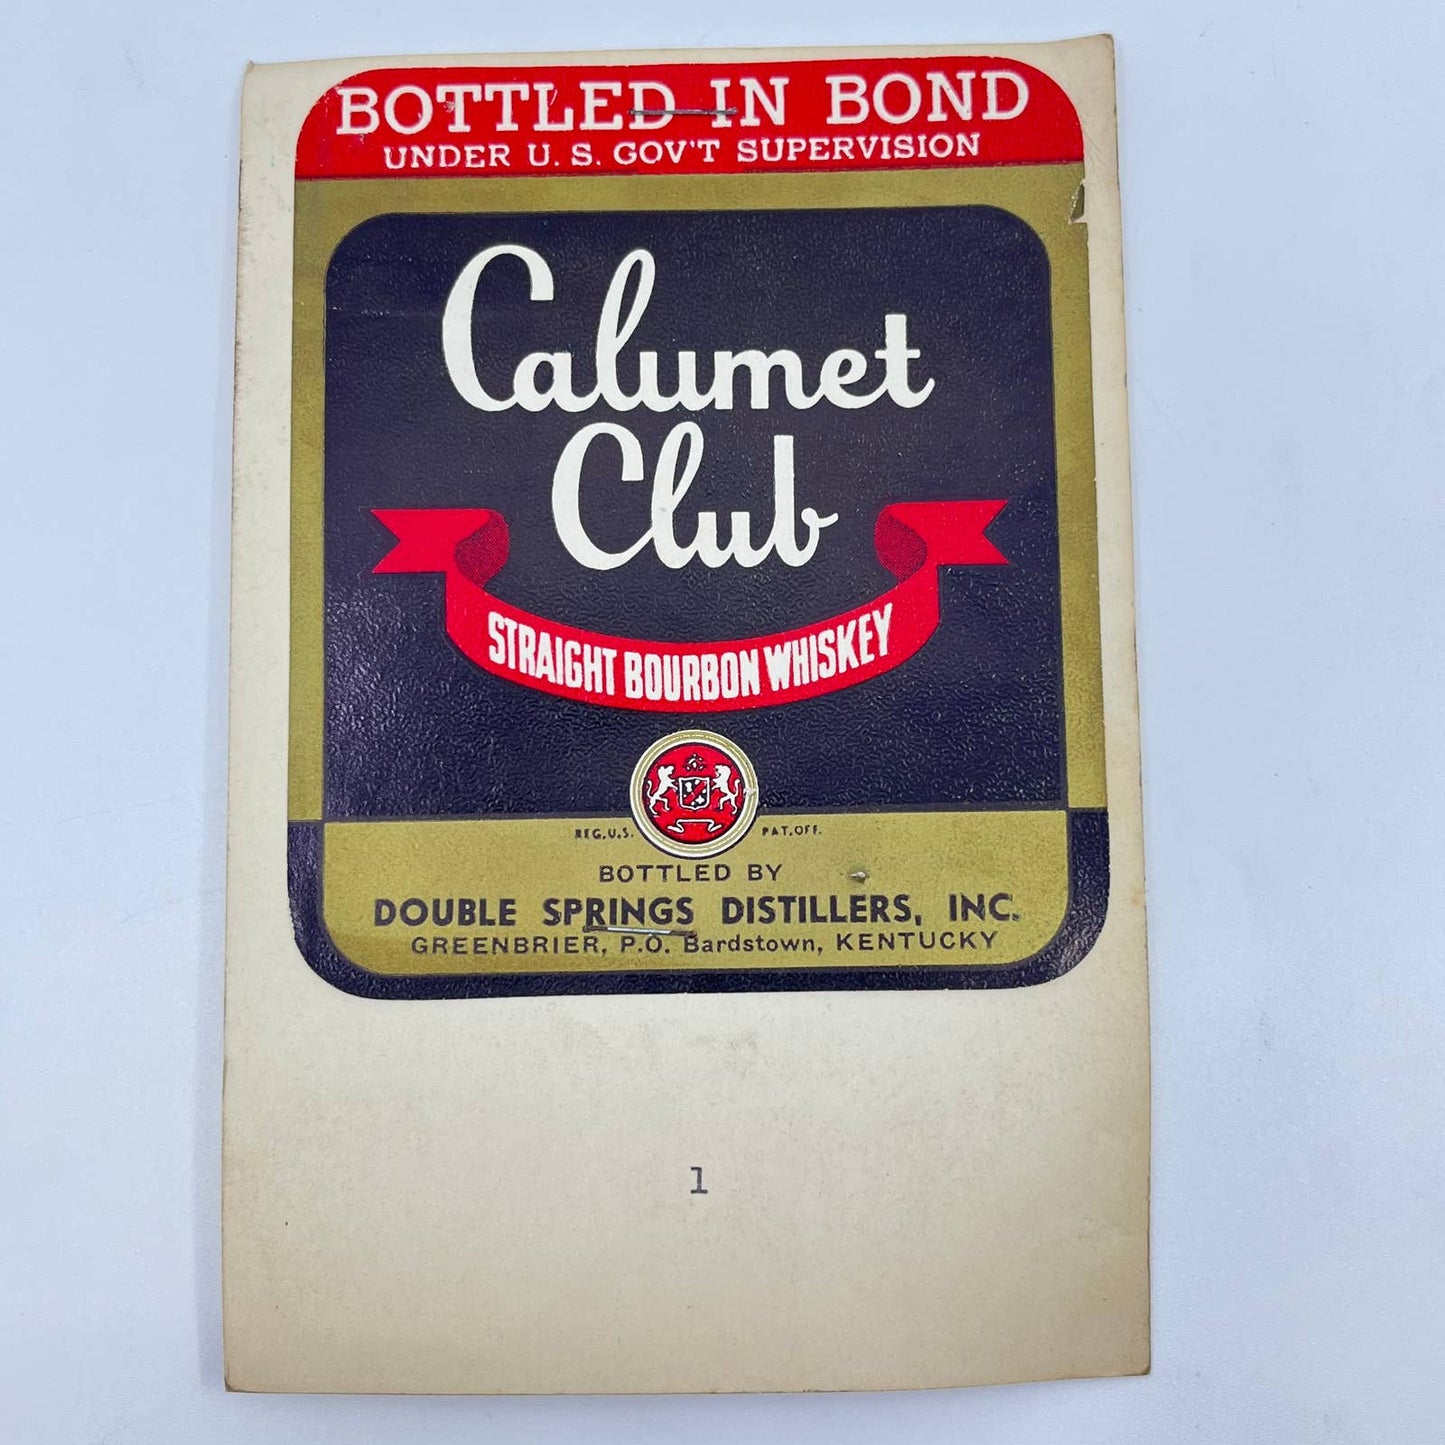 BOTTLED IN BOND
UNDER U. S. GOV'T SUPERVISION
Calumet
Club
STRAIGHT BOURBON WHISKEY
REG. U.S. PAT. OFF.
BOTTLED BY
DOUBLE SPRINGS DISTILLERS, INC.
GREENBRIER, P.O. Bardstown, KENTUCKY
1